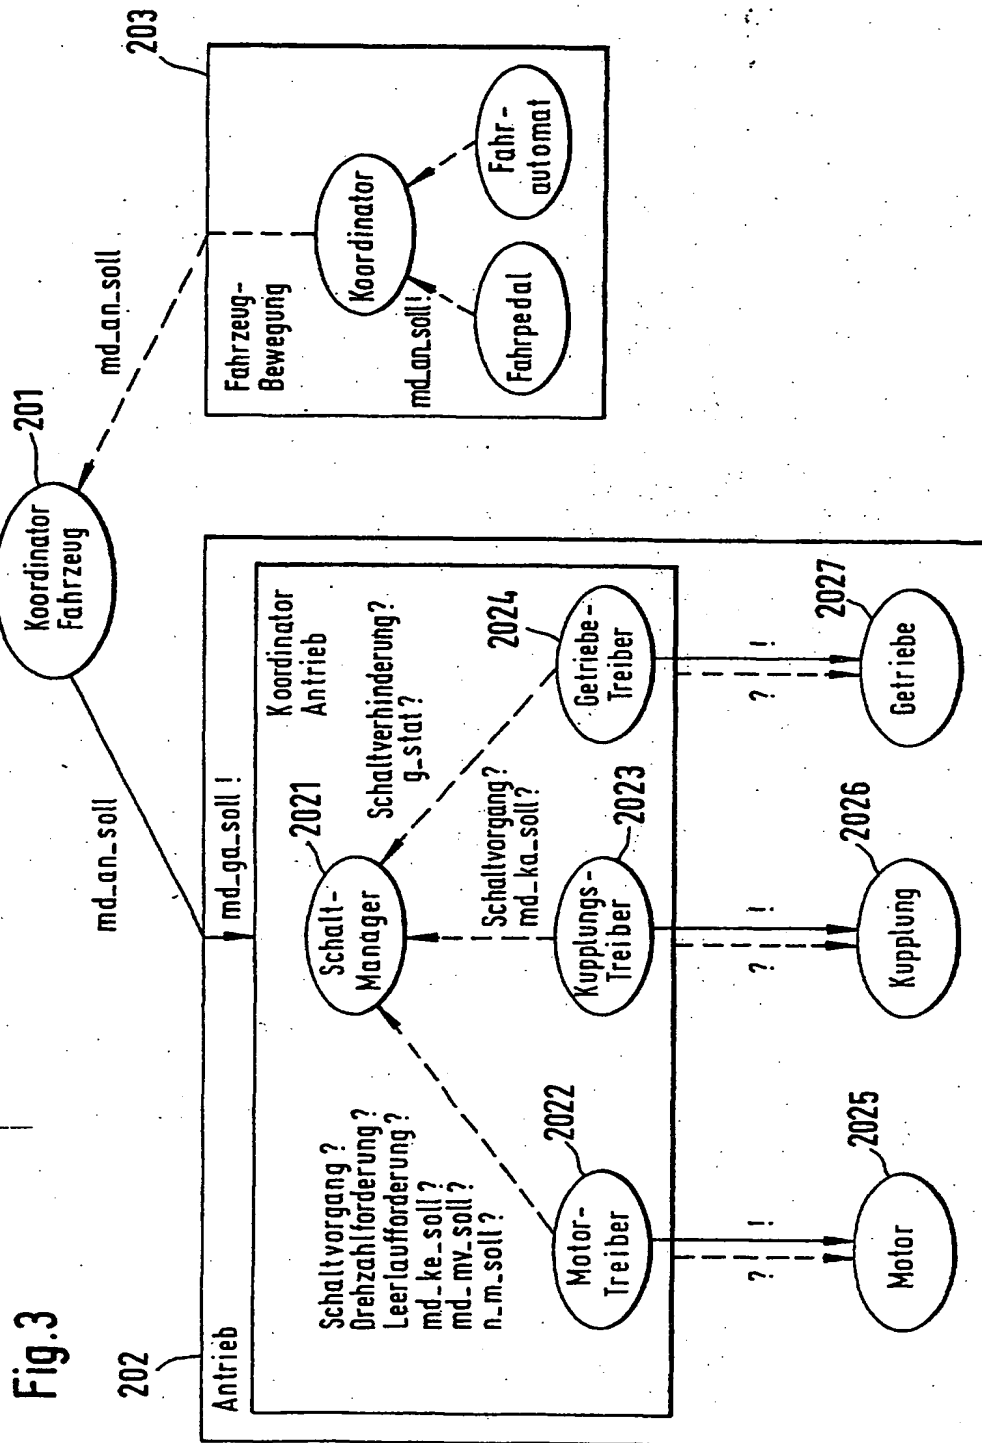 Fig.3
202
Antrieb
md_an_soll
Koordinator
Fahrzeug
201
md_an_soll
203
md_ga_soll !
Fahrzeug-
Bewegung
Koordinator
md_an_soll !
Fahrpedal
Fahr-
automat
Koordinator
Antrieb
Schalt-
Manager
2021
Schaltvorgang ?
Drehzahlforderung ?
Leerlaufforderung ?
md_ke_soll ?
md_mv_soll ?
n_m_soll ?
Schaltverhinderung?
g_stat ?
Schaltvorgang?
md_ka_soll ?
Motor-
Treiber
2022
Kupplungs-
Treiber
2023
Getriebe-
Treiber
2024
?
!
?
!
?
!
Motor
2025
Kupplung
2026
Getriebe
2027